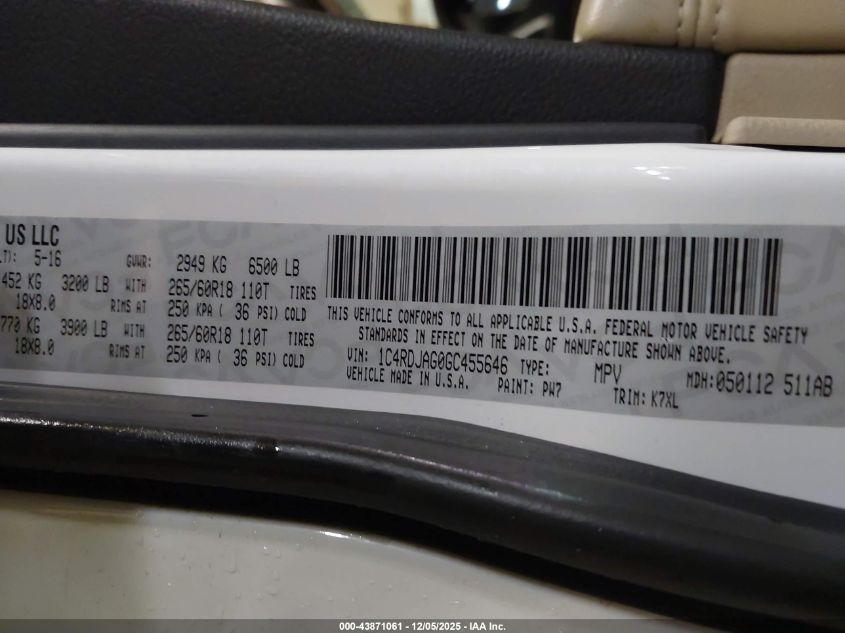 US LLC
LT): 5-16 GVWR: 2949 KG 6500 LB
452 KG 3200 LB WITH 265/60R18 110T TIRES
18X8.0 RIMS AT 250 KPA ( 36 PSI) COLD
770 KG 3900 LB WITH 265/60R18 110T TIRES
18X8.0 RIMS AT 250 KPA ( 36 PSI) COLD
THIS VEHICLE CONFORMS TO ALL APPLICABLE U.S.A. FEDERAL MOTOR VEHICLE SAFETY
STANDARDS IN EFFECT ON THE DATE OF MANUFACTURE SHOWN ABOVE.
VIN: 1C4RDJAG0GC455646 TYPE: MPV MDH:050112 511AB
VEHICLE MADE IN U.S.A. PAINT: PW7 TRIM: K7XL
000-43871061 - 12/05/2025 - IAA Inc.